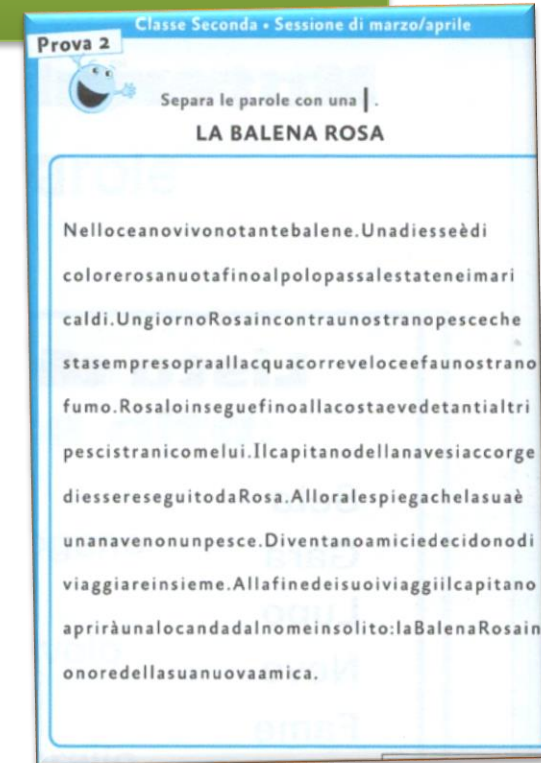 Classe Seconda • Sessione di marzo/aprile
Prova 2
Separa le parole con una |.
LA BALENA ROSA
Nelloceanovivonotantebalene.Unadiesseèdi
colorerosanuotafinoalpolopassalestateneimari
caldi.UngiornoRosaincontraunostranopesceche
stasempresopraallacquacorreveloceefaunostrano
fumo.Rosaloinseguefinoallacostaevedetantialtri
pescistranicomelui.Ilcapitanodellanavesiaccorge
diessereseguitodaRosa.Alloralespiegachelasuaè
unanavenonunpesce.Diventanoamiciedecidonodi
viaggiareinsieme.Allafinedeisuoiviaggiilcapitano
apriràunalocandadalnomeinsolito:laBalenaRosain
onoredellasuanuovaamica.